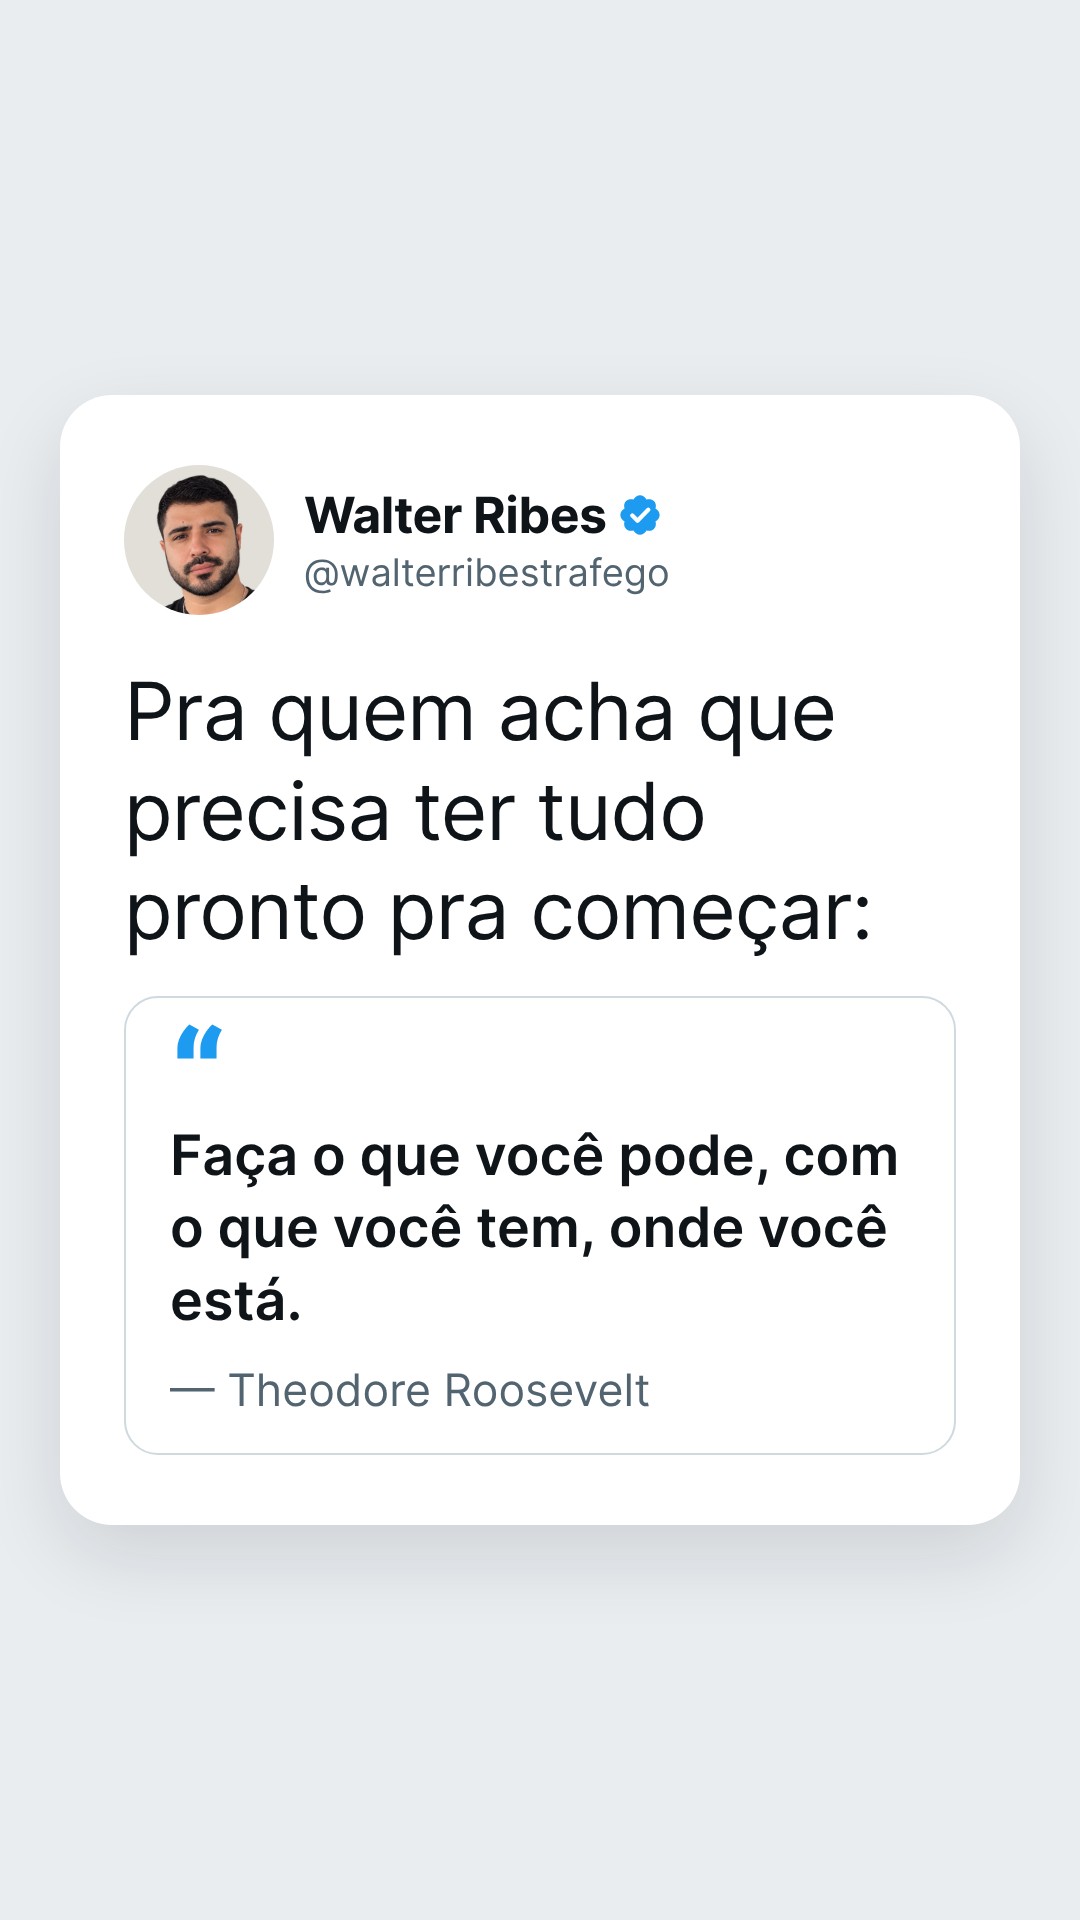 Walter Ribes
@walterribestrafego
Pra quem acha que
precisa ter tudo
pronto pra começar:
“
Faça o que você pode, com
o que você tem, onde você
está.
— Theodore Roosevelt